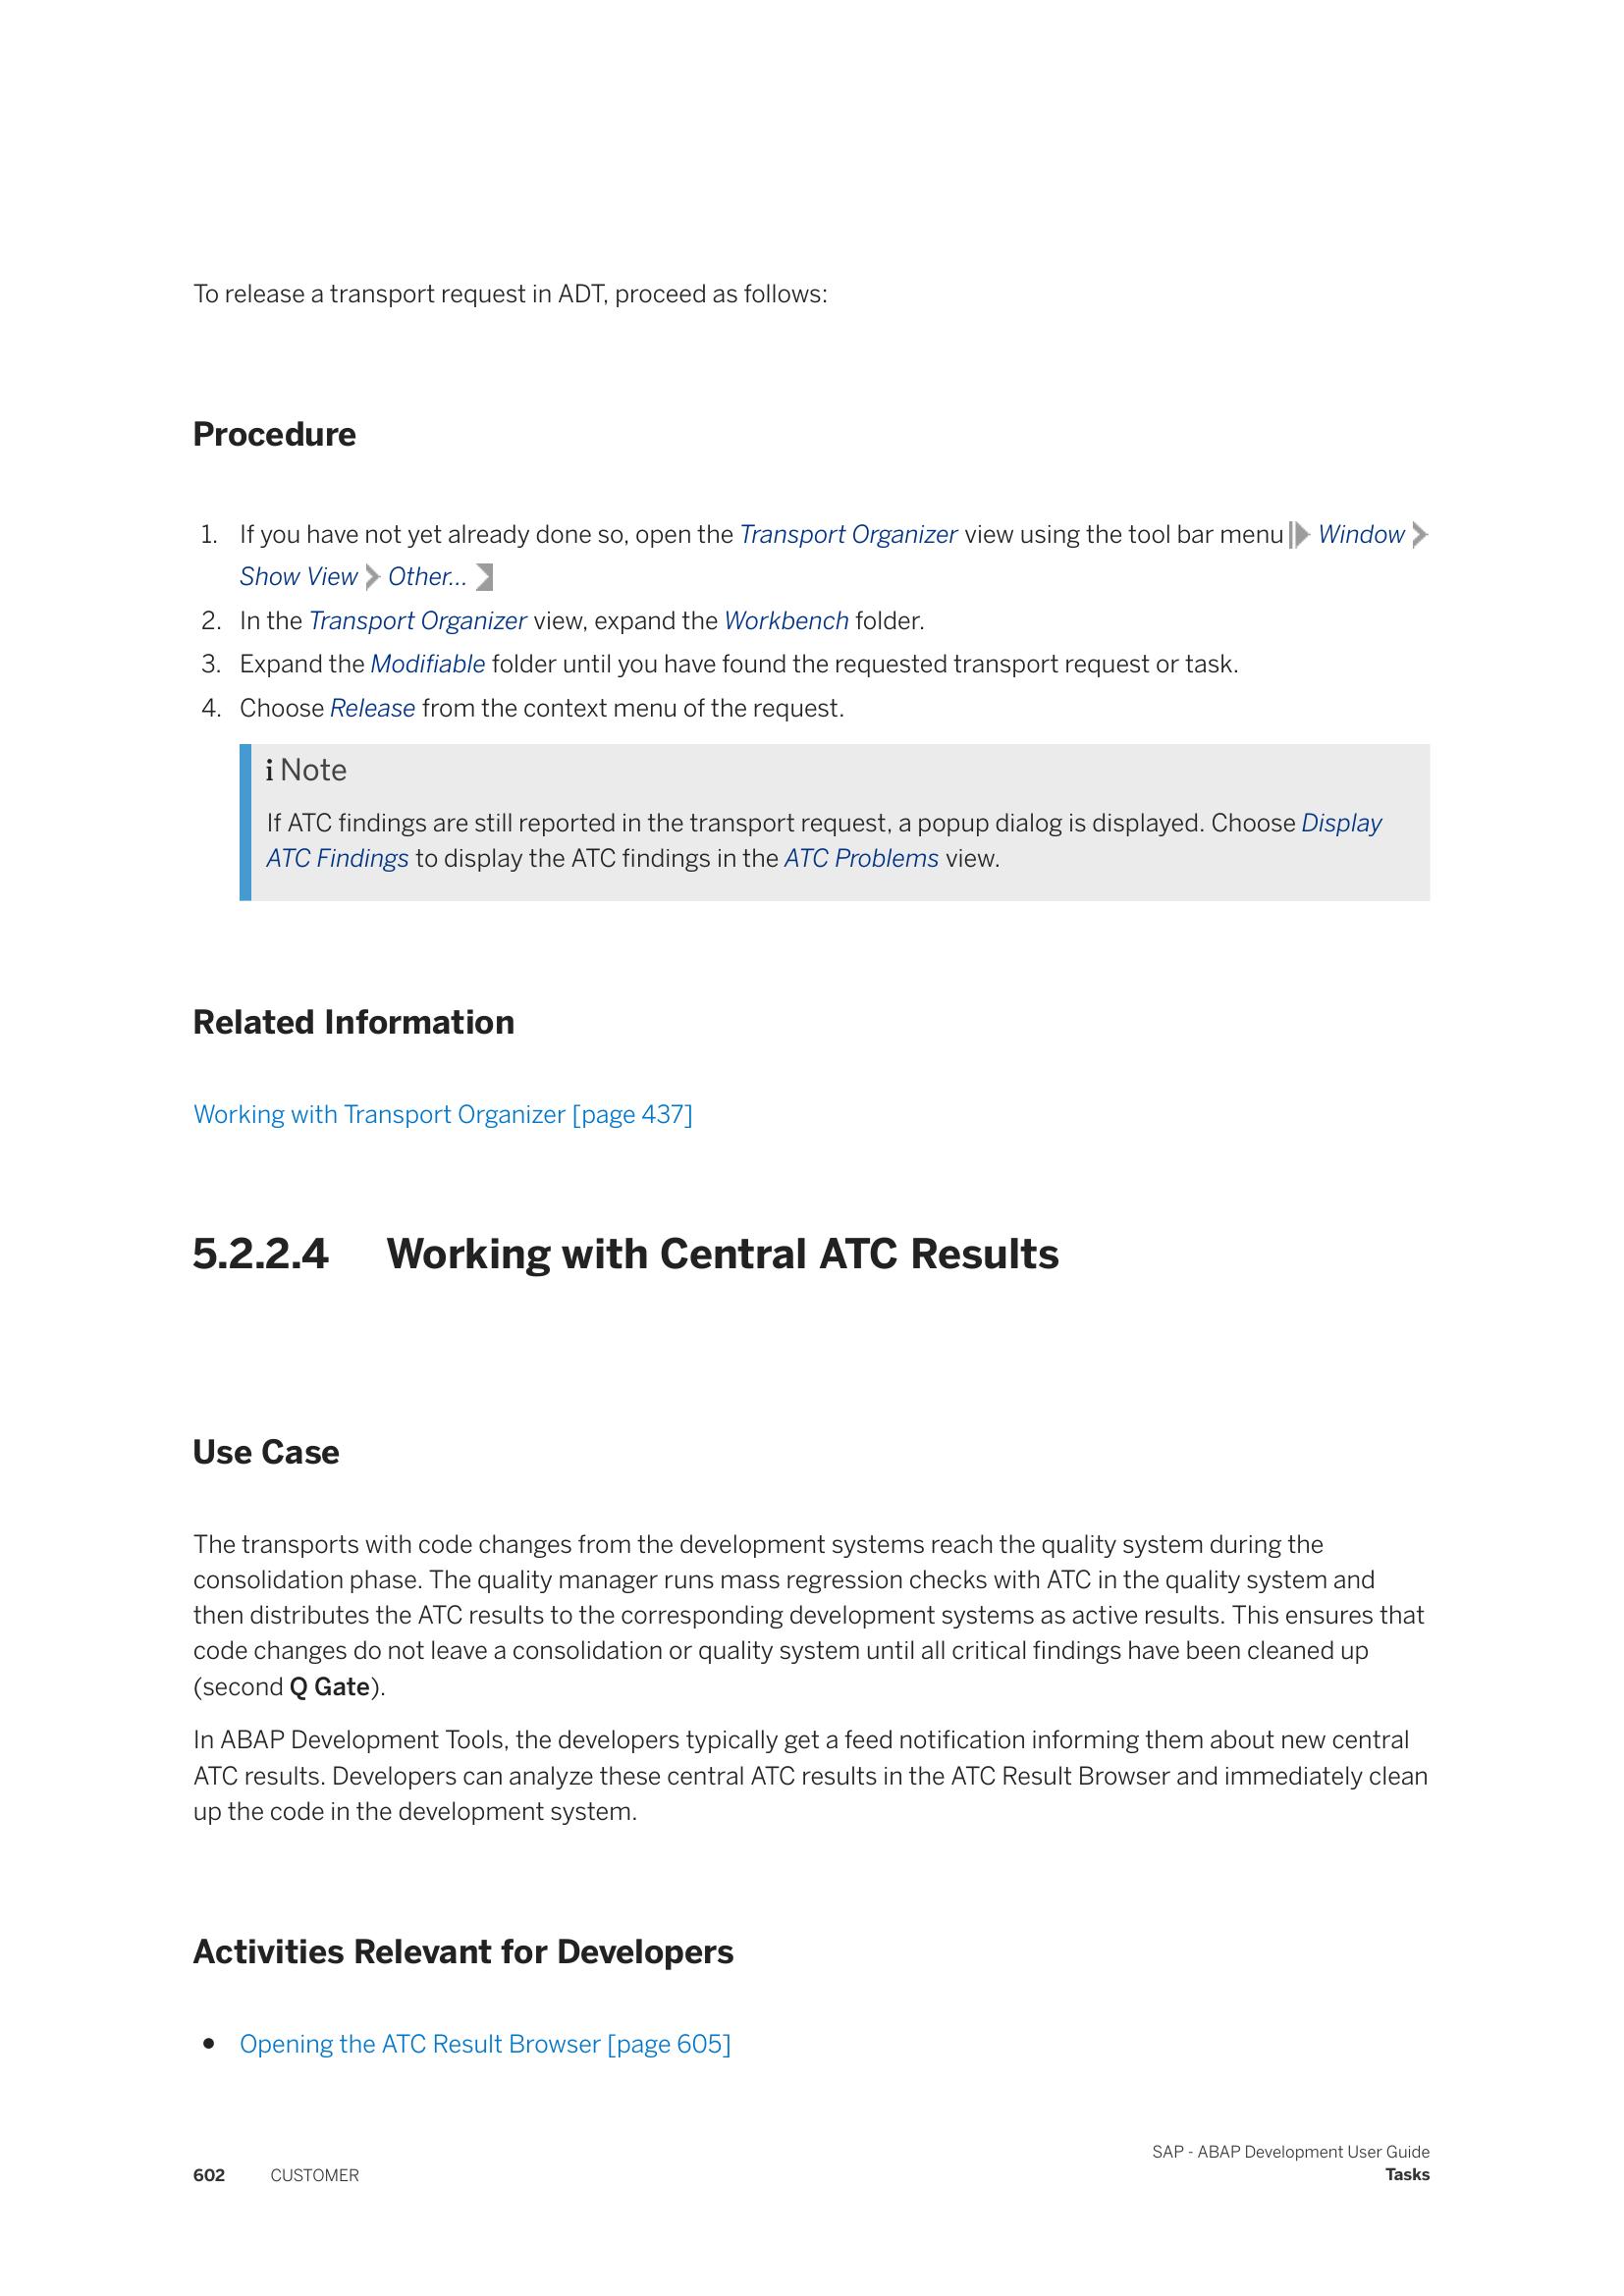 To release a transport request in ADT, proceed as follows:
Procedure
1. If you have not yet already done so, open the Transport Organizer view using the tool bar menu Window
Show View Other...
2. In the Transport Organizer view, expand the Workbench folder.
3. Expand the Modifiable folder until you have found the requested transport request or task.
4. Choose Release from the context menu of the request.
i Note
If ATC findings are still reported in the transport request, a popup dialog is displayed. Choose Display
ATC Findings to display the ATC findings in the ATC Problems view.
Related Information
Working with Transport Organizer [page 437]
5.2.2.4 Working with Central ATC Results
Use Case
The transports with code changes from the development systems reach the quality system during the
consolidation phase. The quality manager runs mass regression checks with ATC in the quality system and
then distributes the ATC results to the corresponding development systems as active results. This ensures that
code changes do not leave a consolidation or quality system until all critical findings have been cleaned up
(second Q Gate).
In ABAP Development Tools, the developers typically get a feed notification informing them about new central
ATC results. Developers can analyze these central ATC results in the ATC Result Browser and immediately clean
up the code in the development system.
Activities Relevant for Developers
• Opening the ATC Result Browser [page 605]
SAP - ABAP Development User Guide
602 CUSTOMER Tasks